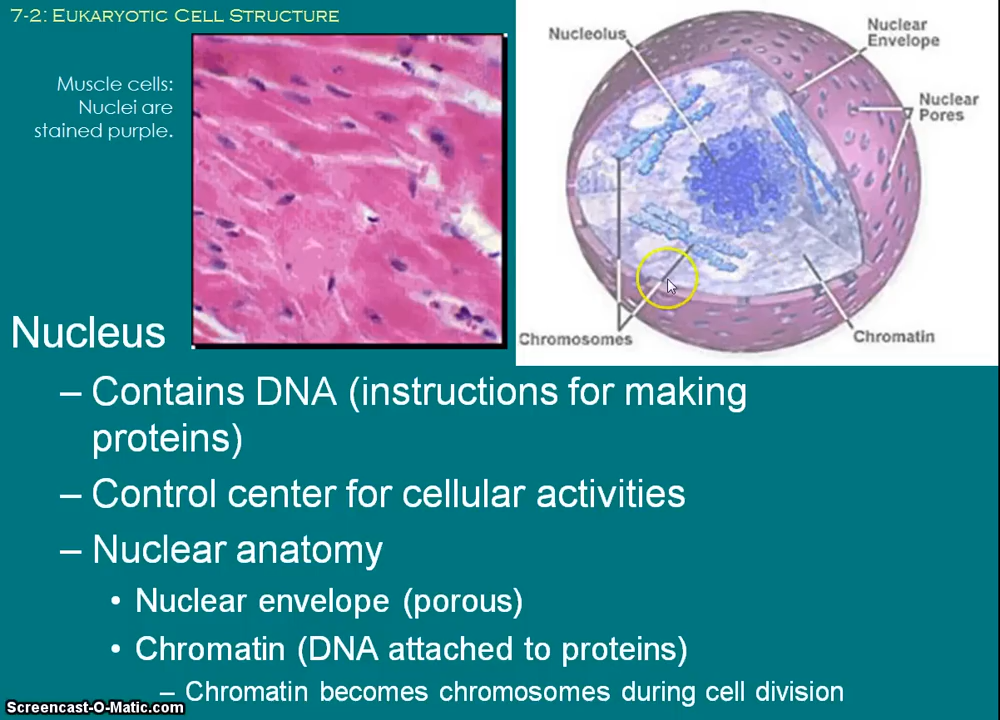 7-2: Eukaryotic Cell Structure
Muscle cells:
Nuclei are
stained purple.
Nucleolus
Nuclear
Envelope
Nuclear
Pores
Chromosomes
Chromatin
Nucleus
– Contains DNA (instructions for making
proteins)
– Control center for cellular activities
– Nuclear anatomy
• Nuclear envelope (porous)
• Chromatin (DNA attached to proteins)
– Chromatin becomes chromosomes during cell division
Screencast-O-Matic.com